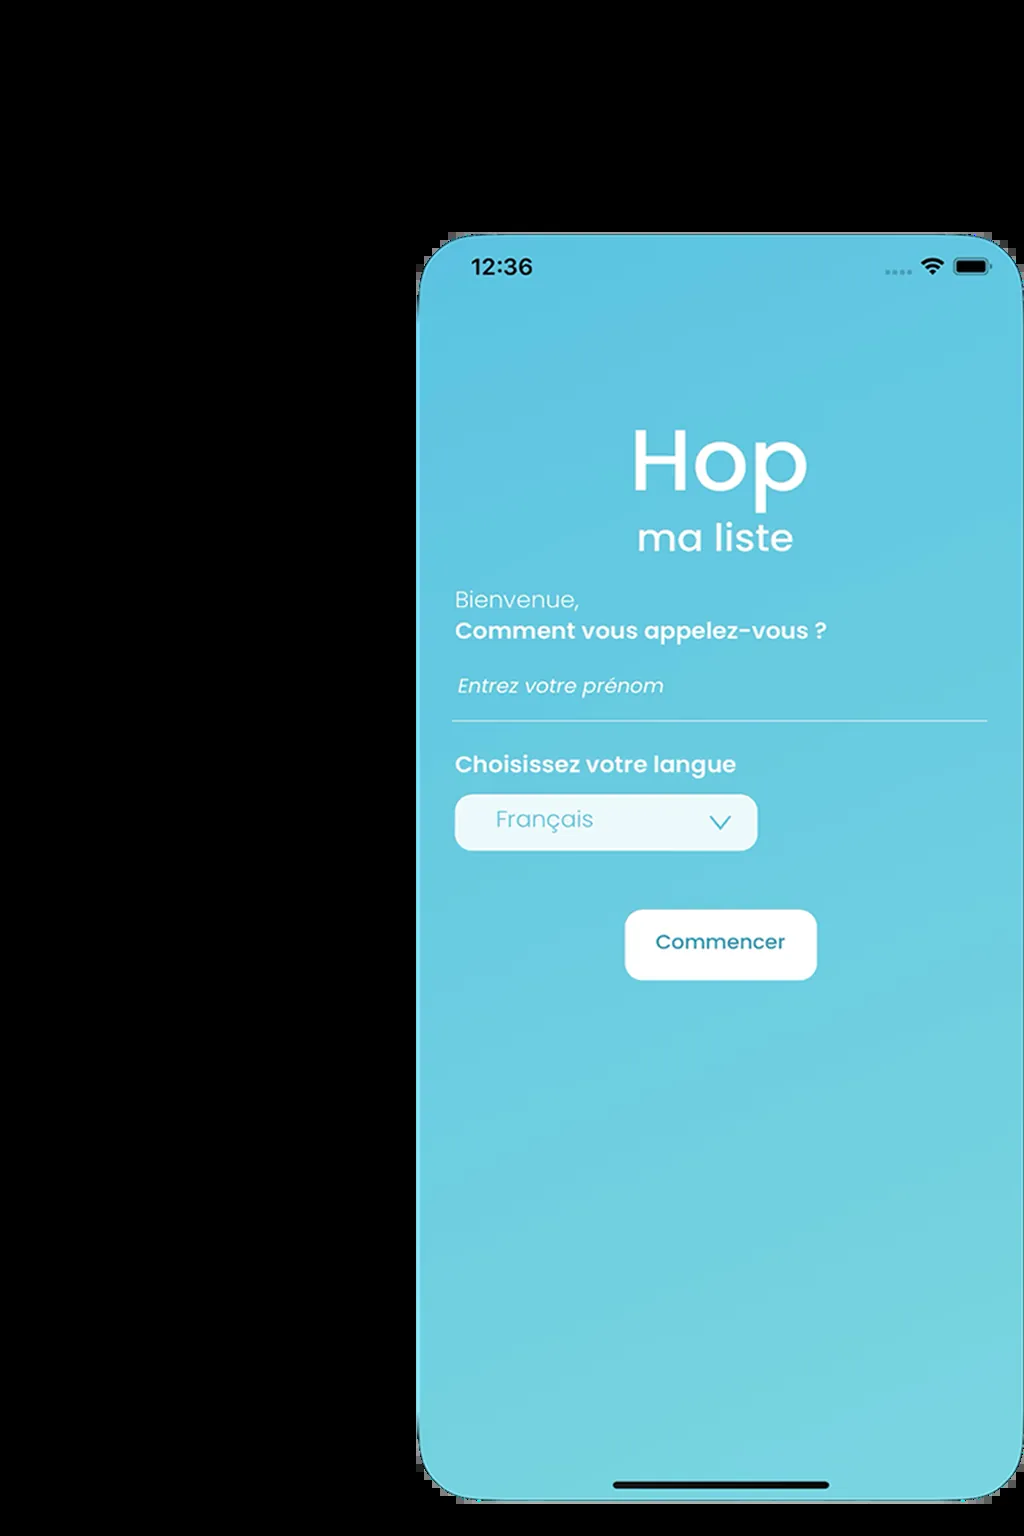 12:36
Hop
ma liste
Bienvenue,
Comment vous appelez-vous ?
Entrez votre prénom
Choisissez votre langue
Français
Commencer